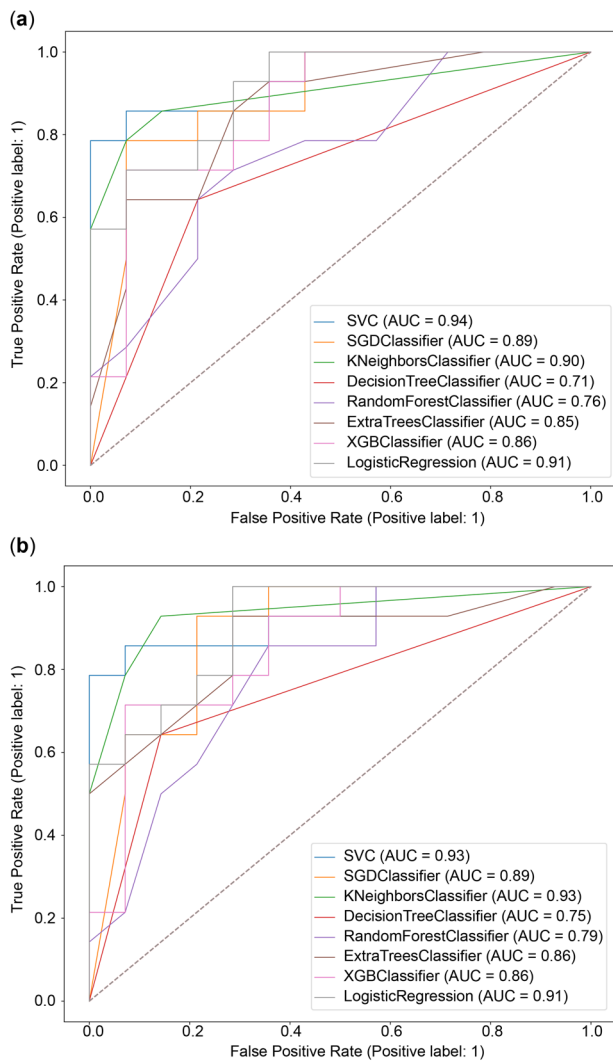 (a)
1.0
0.8
0.6
0.4
0.2
0.0
True Positive Rate (Positive label: 1)
SVC (AUC = 0.94)
SGDClassifier (AUC = 0.89)
KNeighborsClassifier (AUC = 0.90)
DecisionTreeClassifier (AUC = 0.71)
RandomForestClassifier (AUC = 0.76)
ExtraTreesClassifier (AUC = 0.85)
XGBClassifier (AUC = 0.86)
LogisticRegression (AUC = 0.91)
0.0 0.2 0.4 0.6 0.8 1.0
False Positive Rate (Positive label: 1)
(b)
1.0
0.8
0.6
0.4
0.2
0.0
True Positive Rate (Positive label: 1)
SVC (AUC = 0.93)
SGDClassifier (AUC = 0.89)
KNeighborsClassifier (AUC = 0.93)
DecisionTreeClassifier (AUC = 0.75)
RandomForestClassifier (AUC = 0.79)
ExtraTreesClassifier (AUC = 0.86)
XGBClassifier (AUC = 0.86)
LogisticRegression (AUC = 0.91)
0.0 0.2 0.4 0.6 0.8 1.0
False Positive Rate (Positive label: 1)